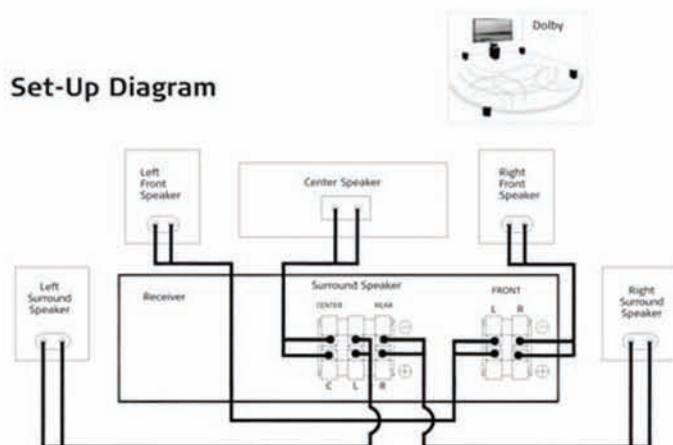 Dolby
Set-Up Diagram
Left
Front
Speaker
Center Speaker
Right
Front
Speaker
Left
Surround
Speaker
Receiver
Surround Speaker
CENTER
REAR
FRONT
L R
C L R
Right
Surround
Speaker